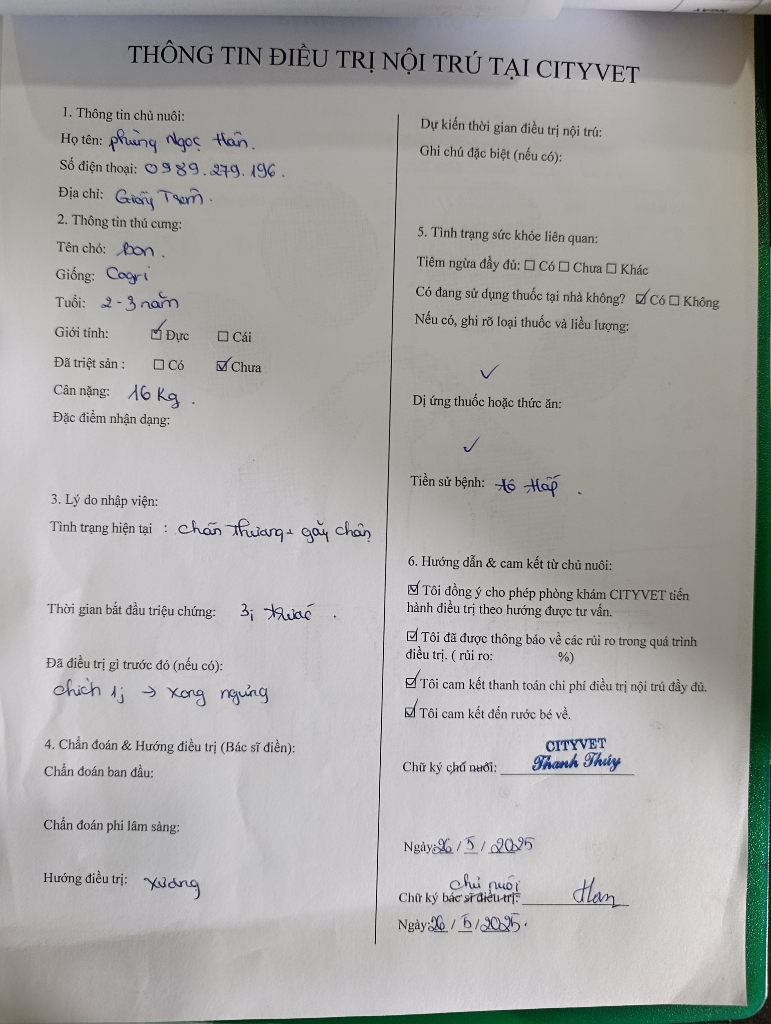 THÔNG TIN ĐIỀU TRỊ NỘI TRÚ TẠI CITYVET
1. Thông tin chủ nuôi:
Họ tên: Phùng Ngọc Hân.
Số điện thoại: 0989.279.196.
Địa chỉ: Giồng Trôm.
2. Thông tin thú cưng:
Tên chó: Bon.
Giống: Cogri
Tuổi: 2-3 năm
Giới tính: ☑ Đực ☐ Cái
Đã triệt sản : ☐ Có ☑ Chưa
Cân nặng: 16 Kg.
Đặc điểm nhận dạng:
3. Lý do nhập viện:
Tình trạng hiện tại : chấn thương + gãy chân
Thời gian bắt đầu triệu chứng: 3j trước.
Đã điều trị gì trước đó (nếu có):
chích 1j → xong ngưng
4. Chẩn đoán & Hướng điều trị (Bác sĩ điền):
Chẩn đoán ban đầu:
Chẩn đoán phi lâm sàng:
Hướng điều trị: xương
Dự kiến thời gian điều trị nội trú:
Ghi chú đặc biệt (nếu có):
5. Tình trạng sức khỏe liên quan:
Tiêm ngừa đầy đủ: ☐ Có ☐ Chưa ☐ Khác
Có đang sử dụng thuốc tại nhà không? ☑ Có ☐ Không
Nếu có, ghi rõ loại thuốc và liều lượng:
✓
Dị ứng thuốc hoặc thức ăn:
✓
Tiền sử bệnh: hô hấp.
6. Hướng dẫn & cam kết từ chủ nuôi:
☑ Tôi đồng ý cho phép phòng khám CITYVET tiến
hành điều trị theo hướng được tư vấn.
☑ Tôi đã được thông báo về các rủi ro trong quá trình
điều trị. ( rủi ro: %)
☑ Tôi cam kết thanh toán chi phí điều trị nội trú đầy đủ.
☑ Tôi cam kết đến rước bé về.
CITYVET
Thanh Thúy
Chữ ký chủ nuôi:
Ngày: 26 / 5 / 2025
chủ nuôi
Chữ ký bác sĩ điều trị: Han
Ngày: 26 / 5 / 2025.